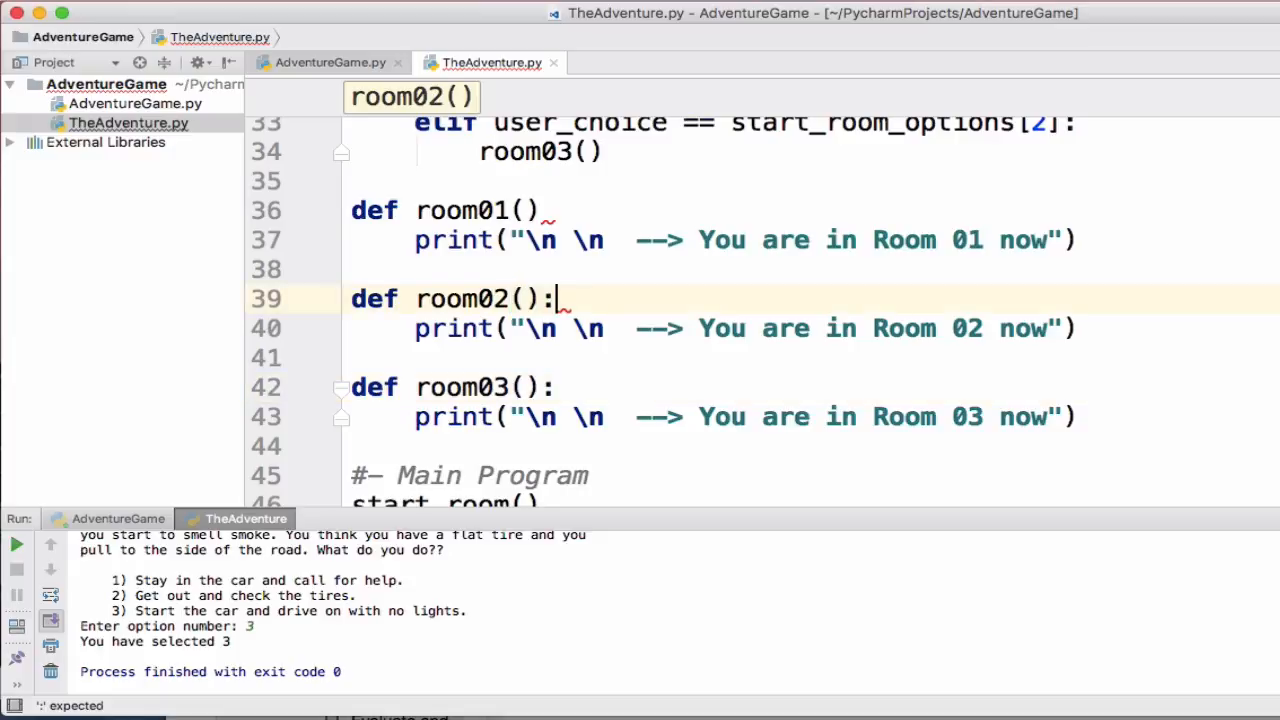 TheAdventure.py - AdventureGame - [~/PycharmProjects/AdventureGame]
AdventureGame
TheAdventure.py
Project
AdventureGame.py
TheAdventure.py
AdventureGame ~/Pycharm
AdventureGame.py
TheAdventure.py
External Libraries
room02()
33 elif user_choice == start_room_options[2]:
34 room03()
35
36 def room01()
37 print("\n \n --> You are in Room 01 now")
38
39 def room02():
40 print("\n \n --> You are in Room 02 now")
41
42 def room03():
43 print("\n \n --> You are in Room 03 now")
44
45 #- Main Program
46 start_room()
Run:
AdventureGame
TheAdventure
you start to smell smoke. You think you have a flat tire and you
pull to the side of the road. What do you do??
1) Stay in the car and call for help.
2) Get out and check the tires.
3) Start the car and drive on with no lights.
Enter option number: 3
You have selected 3
Process finished with exit code 0
':' expected